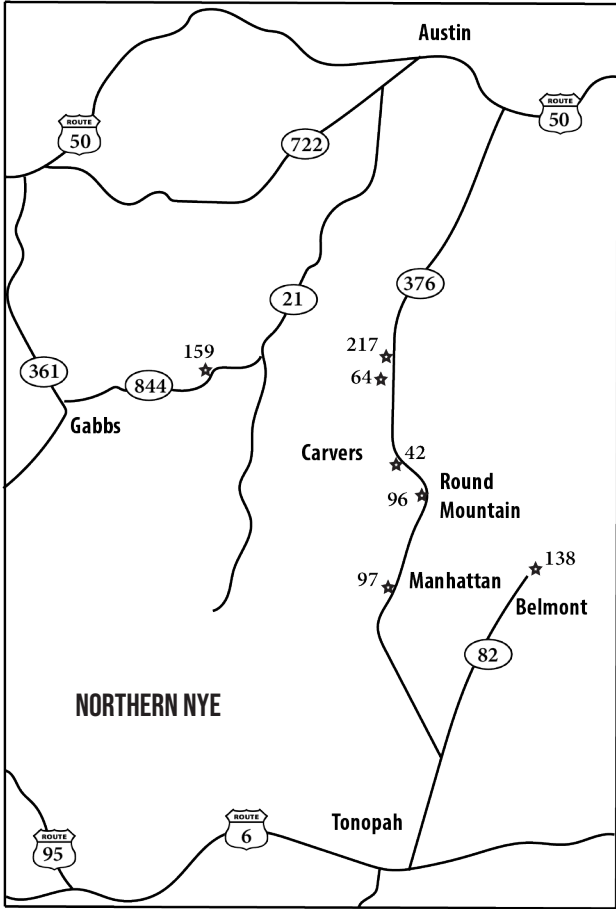 Austin
ROUTE
50
ROUTE
50
722
376
21
217
159
64
361
844
Gabbs
Carvers
42
96
Round
Mountain
97
Manhattan
138
Belmont
82
NORTHERN NYE
Tonopah
ROUTE
6
ROUTE
95